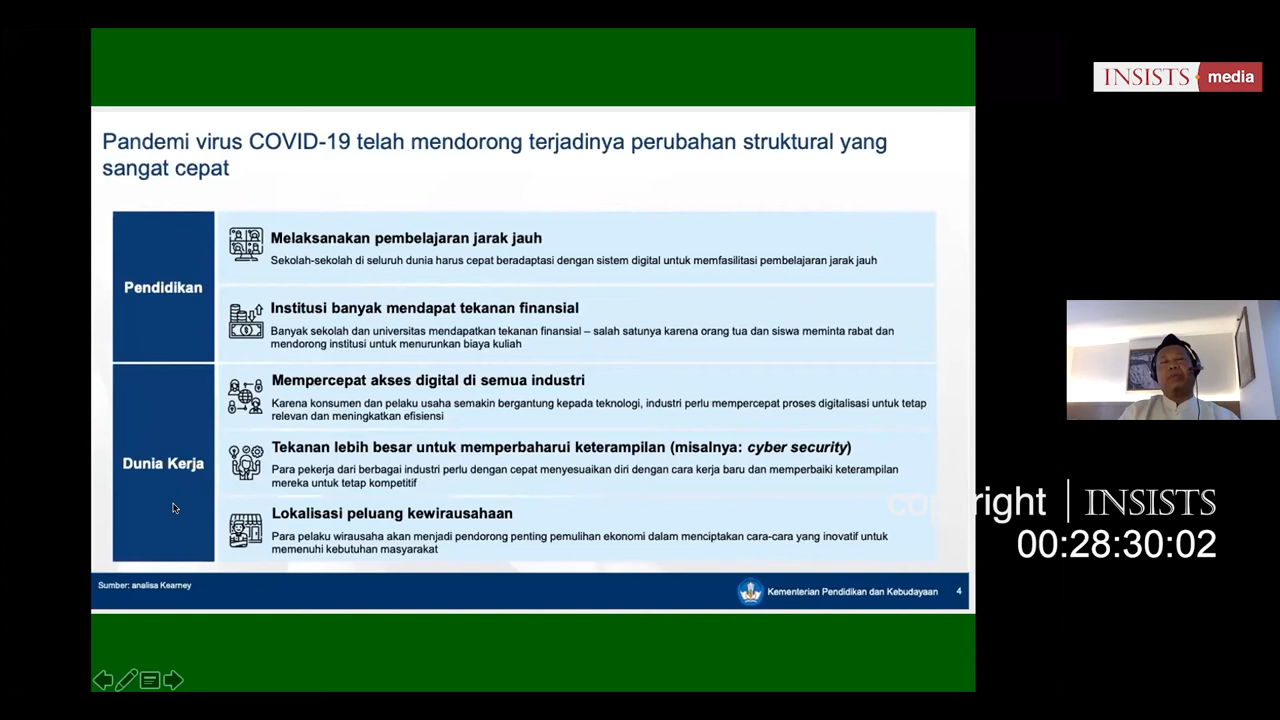 INSISTS media
Pandemi virus COVID-19 telah mendorong terjadinya perubahan struktural yang
sangat cepat
Pendidikan
Melaksanakan pembelajaran jarak jauh
Sekolah-sekolah di seluruh dunia harus cepat beradaptasi dengan sistem digital untuk memfasilitasi pembelajaran jarak jauh
Institusi banyak mendapat tekanan finansial
Banyak sekolah dan universitas mendapatkan tekanan finansial – salah satunya karena orang tua dan siswa meminta rabat dan
mendorong institusi untuk menurunkan biaya kuliah
Dunia Kerja
Mempercepat akses digital di semua industri
Karena konsumen dan pelaku usaha semakin bergantung kepada teknologi, industri perlu mempercepat proses digitalisasi untuk tetap
relevan dan meningkatkan efisiensi
Tekanan lebih besar untuk memperbaharui keterampilan (misalnya: cyber security)
Para pekerja dari berbagai industri perlu dengan cepat menyesuaikan diri dengan cara kerja baru dan memperbaiki keterampilan
mereka untuk tetap kompetitif
Lokalisasi peluang kewirausahaan
Para pelaku wirausaha akan menjadi pendorong penting pemulihan ekonomi dalam menciptakan cara-cara yang inovatif untuk
memenuhi kebutuhan masyarakat
Sumber: analisa Kearney
Kementerian Pendidikan dan Kebudayaan 4
copyright | INSISTS
00:28:30:02